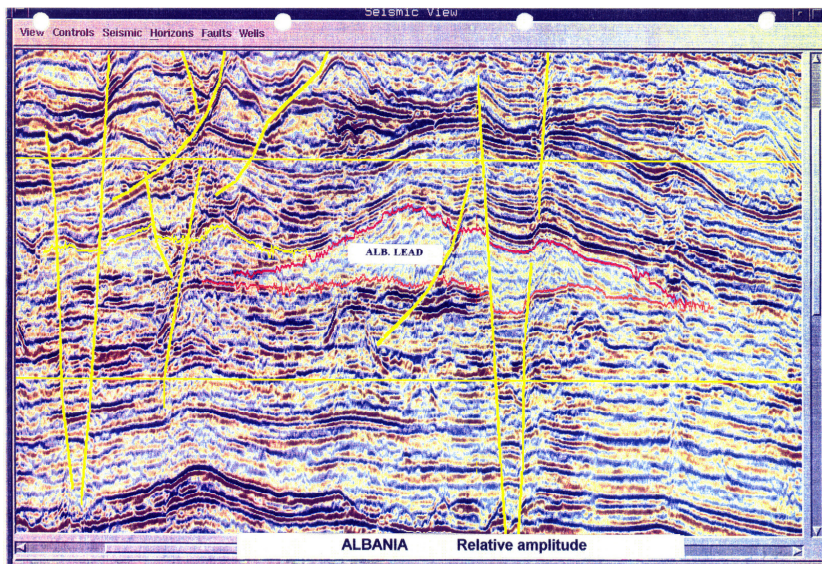 Seismic View
View Controls Seismic Horizons Faults Wells
ALB. LEAD
ALBANIA Relative amplitude